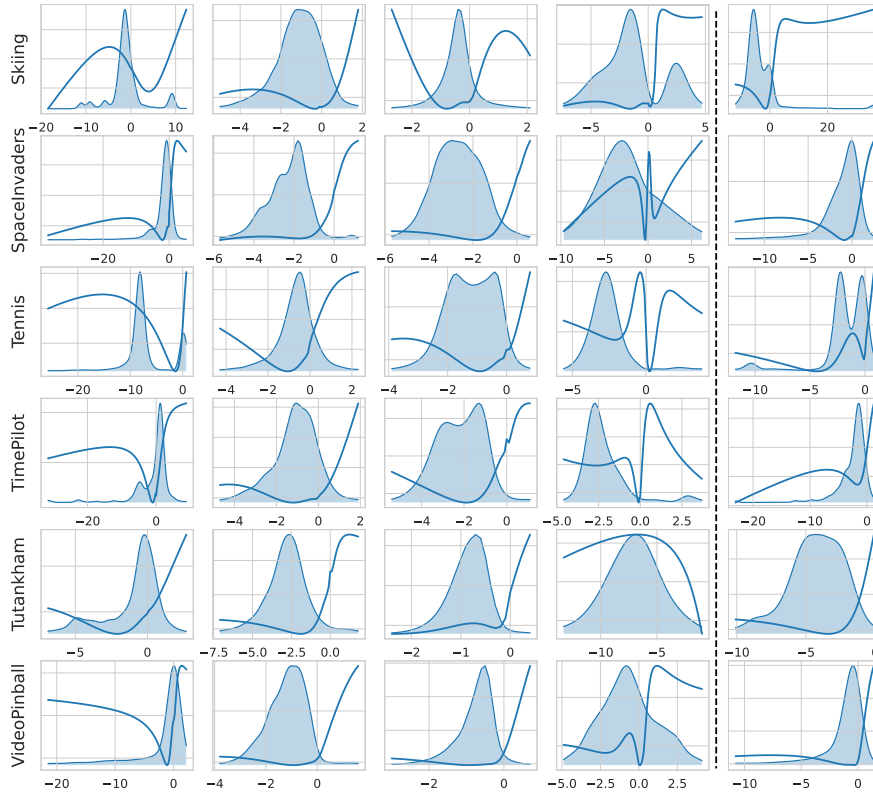 Skiing
−20 −10 0 10 −4 −2 0 2 −2 0 2 −5 0 5 0 20
SpaceInvaders
−20 0 −6 −4 −2 0 −6 −4 −2 0 −10 −5 0 5 −10 −5 0
Tennis
−20 −10 0 −4 −2 0 2 −4 −2 0 −5 0 −10 −5 0
TimePilot
−20 0 −4 −2 0 2 −4 −2 0 −5.0 −2.5 0.0 2.5 −20 −10 0
Tutankham
−5 0 −7.5 −5.0 −2.5 0.0 −2 −1 0 −10 −5 −10 −5 0
VideoPinball
−20 −10 0 −4 −2 0 −2 0 −5.0 −2.5 0.0 2.5 −10 −5 0